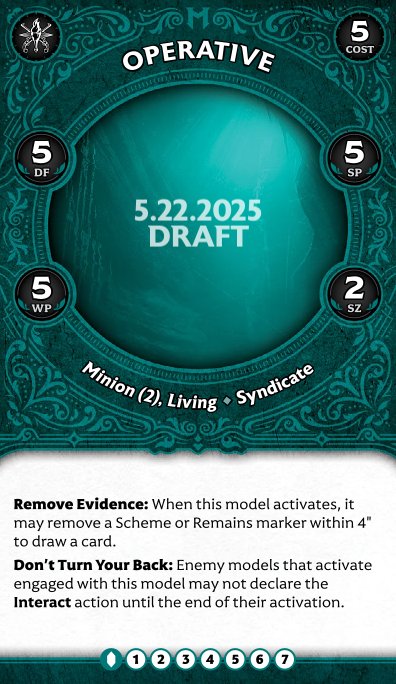 5
COST
OPERATIVE
5
DF
5
SP
5.22.2025
DRAFT
5
WP
2
SZ
Minion (2), Living ◆ Syndicate
Remove Evidence: When this model activates, it
may remove a Scheme or Remains marker within 4"
to draw a card.
Don't Turn Your Back: Enemy models that activate
engaged with this model may not declare the
Interact action until the end of their activation.
1 2 3 4 5 6 7